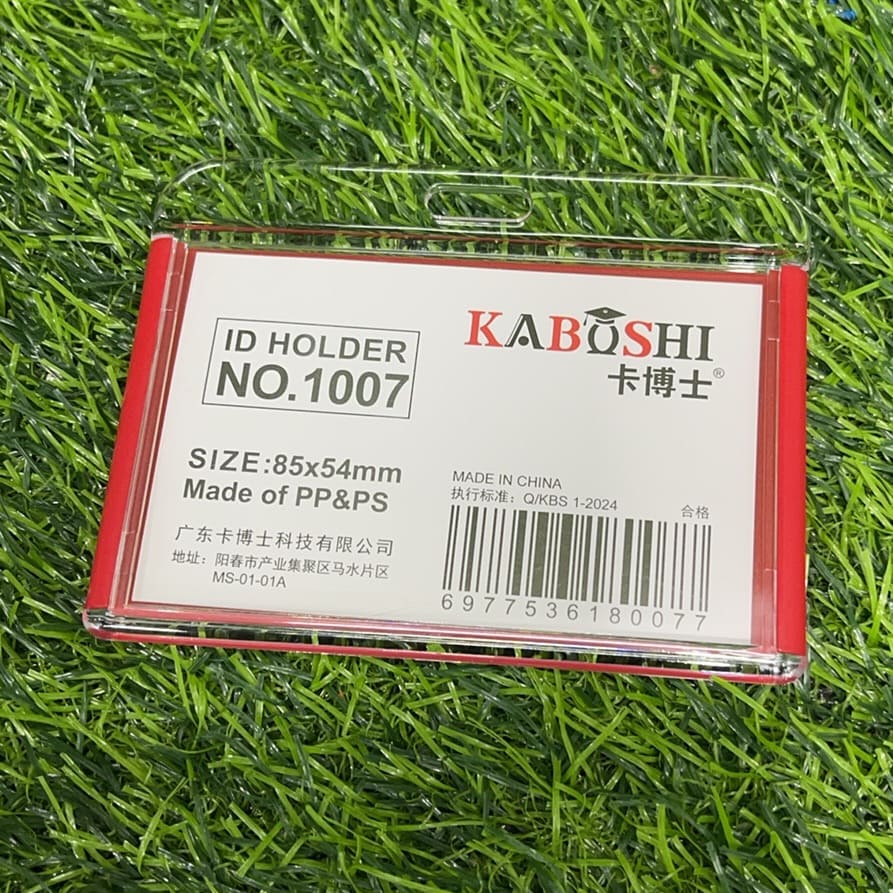 ID HOLDER
NO.1007
KABOSHI
卡博士®
SIZE:85x54mm
Made of PP&PS
广东卡博士科技有限公司
地址：阳春市产业集聚区马水片区
MS-01-01A
MADE IN CHINA
执行标准：Q/KBS 1-2024 合格
6977536180077